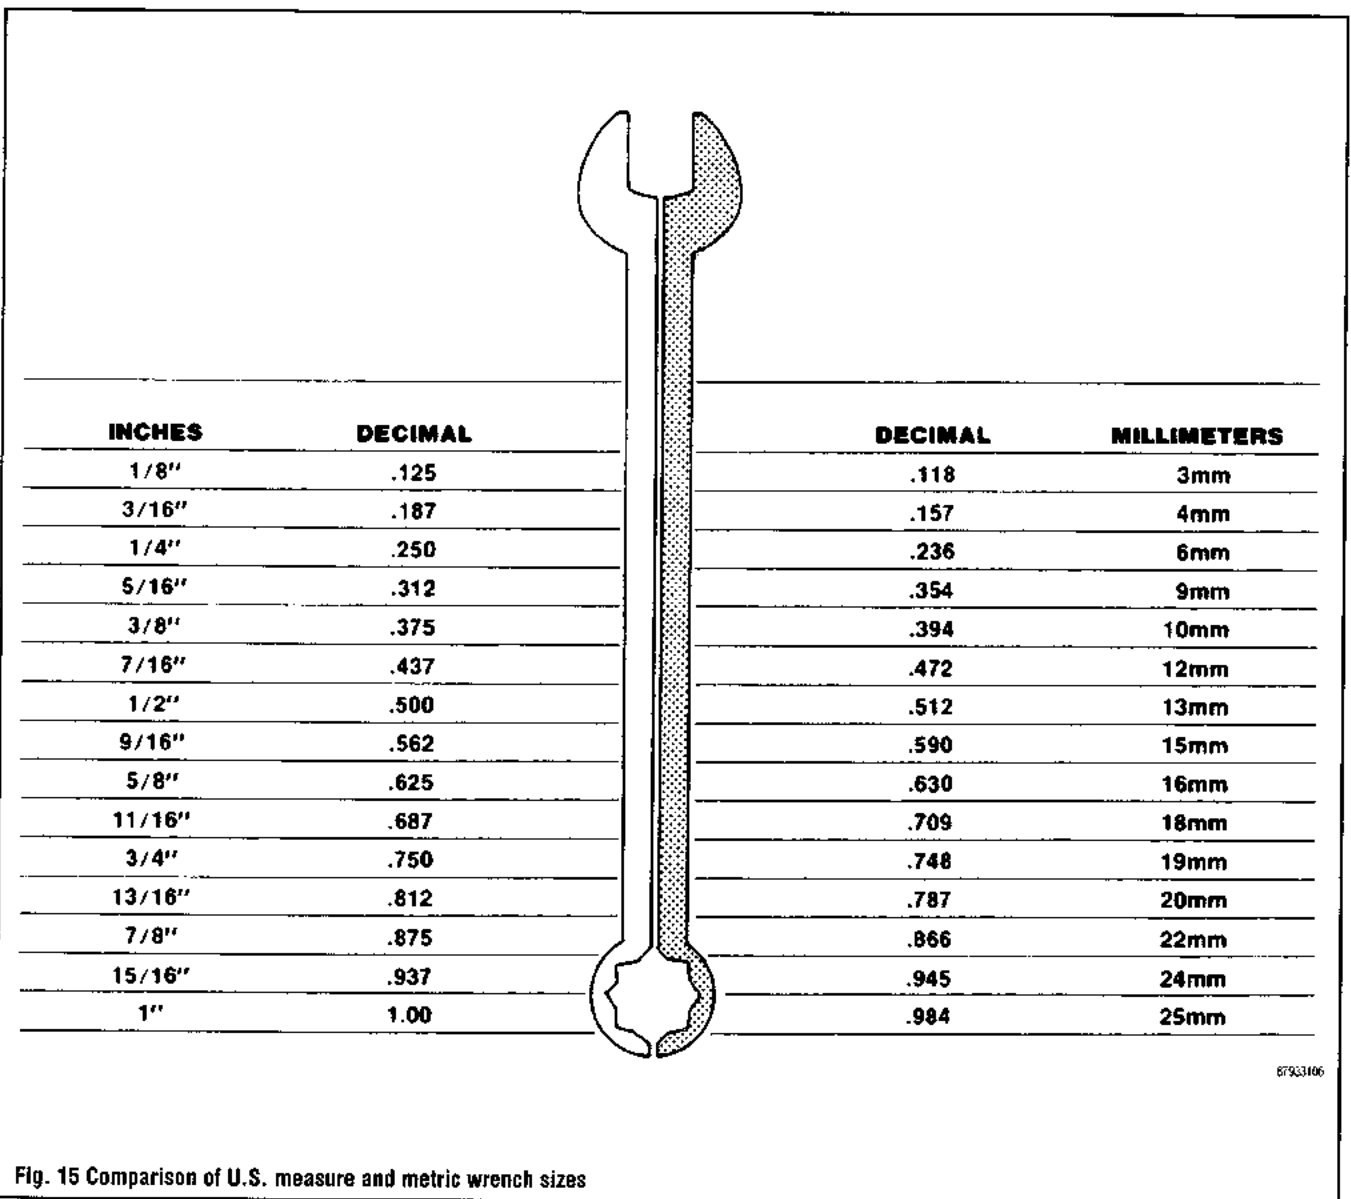 INCHES DECIMAL DECIMAL MILLIMETERS
1/8" .125 .118 3mm
3/16" .187 .157 4mm
1/4" .250 .236 6mm
5/16" .312 .354 9mm
3/8" .375 .394 10mm
7/16" .437 .472 12mm
1/2" .500 .512 13mm
9/16" .562 .590 15mm
5/8" .625 .630 16mm
11/16" .687 .709 18mm
3/4" .750 .748 19mm
13/16" .812 .787 20mm
7/8" .875 .866 22mm
15/16" .937 .945 24mm
1" 1.00 .984 25mm
87933106
Fig. 15 Comparison of U.S. measure and metric wrench sizes